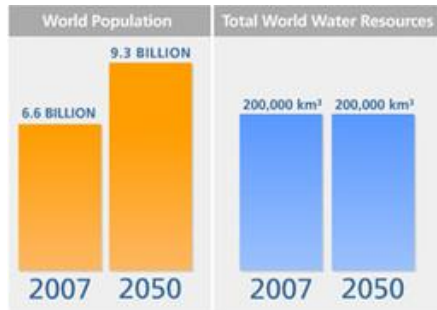 World Population
9.3 BILLION
6.6 BILLION
2007 2050
Total World Water Resources
200,000 km³ 200,000 km³
2007 2050